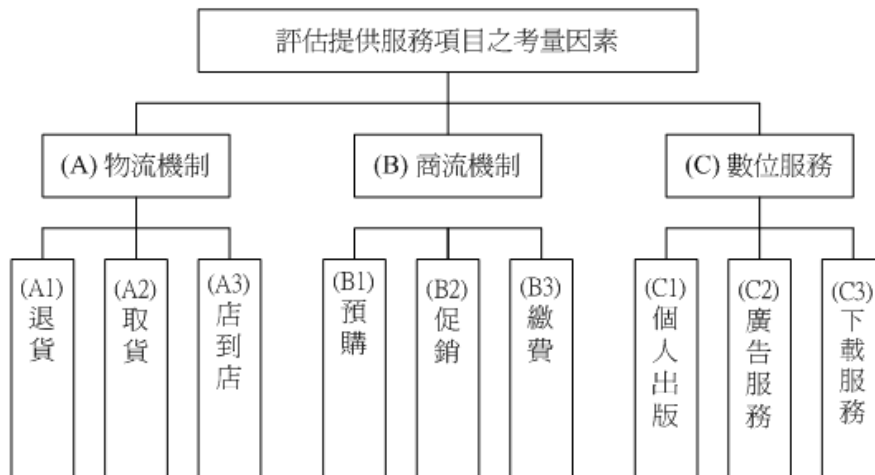 評估提供服務項目之考量因素
(A) 物流機制
(B) 商流機制
(C) 數位服務
(A1) 退貨
(A2) 取貨
(A3) 店到店
(B1) 預購
(B2) 促銷
(B3) 繳費
(C1) 個人出版
(C2) 廣告服務
(C3) 下載服務